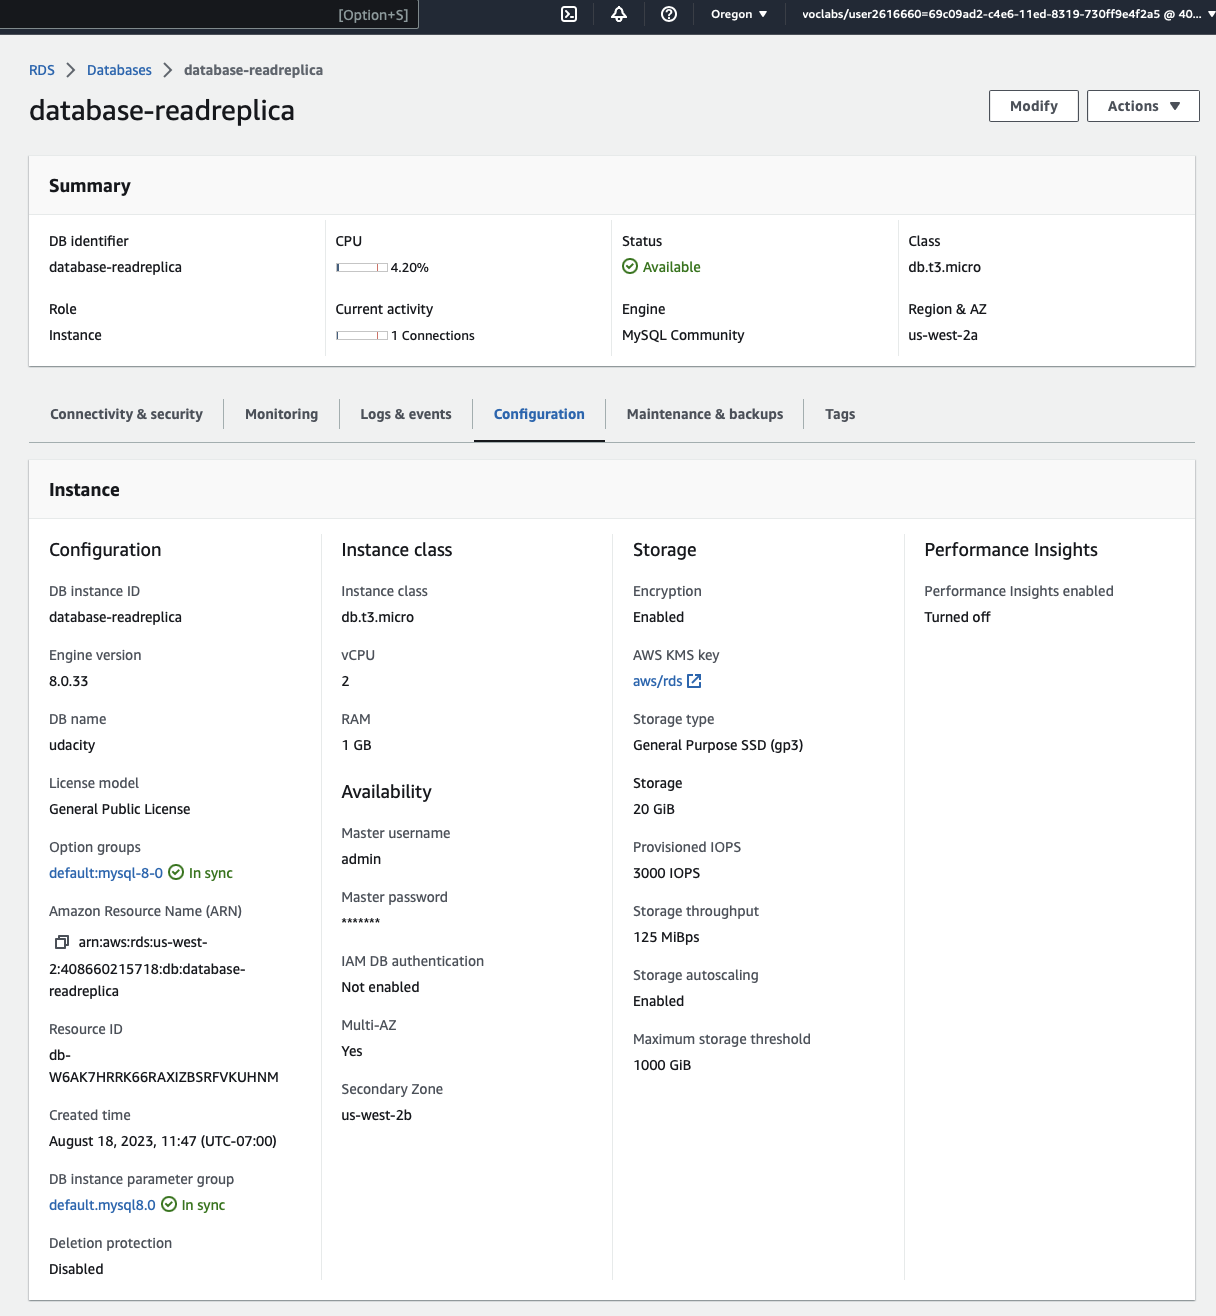 [Option+S]
Oregon
voclabs/user2616660=69c09ad2-c4e6-11ed-8319-730ff9e4f2a5 @ 40...
RDS
Databases
database-readreplica
database-readreplica
Modify
Actions
Summary
DB identifier
database-readreplica
CPU
4.20%
Status
Available
Class
db.t3.micro
Role
Instance
Current activity
1 Connections
Engine
MySQL Community
Region & AZ
us-west-2a
Connectivity & security
Monitoring
Logs & events
Configuration
Maintenance & backups
Tags
Instance
Configuration
DB instance ID
database-readreplica
Engine version
8.0.33
DB name
udacity
License model
General Public License
Option groups
default:mysql-8-0 In sync
Amazon Resource Name (ARN)
arn:aws:rds:us-west-
2:408660215718:db:database-
readreplica
Resource ID
db-
W6AK7HRRK66RAXIZBSRFVKUHNM
Created time
August 18, 2023, 11:47 (UTC-07:00)
DB instance parameter group
default.mysql8.0 In sync
Deletion protection
Disabled
Instance class
Instance class
db.t3.micro
vCPU
2
RAM
1 GB
Availability
Master username
admin
Master password
*******
IAM DB authentication
Not enabled
Multi-AZ
Yes
Secondary Zone
us-west-2b
Storage
Encryption
Enabled
AWS KMS key
aws/rds
Storage type
General Purpose SSD (gp3)
Storage
20 GiB
Provisioned IOPS
3000 IOPS
Storage throughput
125 MiBps
Storage autoscaling
Enabled
Maximum storage threshold
1000 GiB
Performance Insights
Performance Insights enabled
Turned off